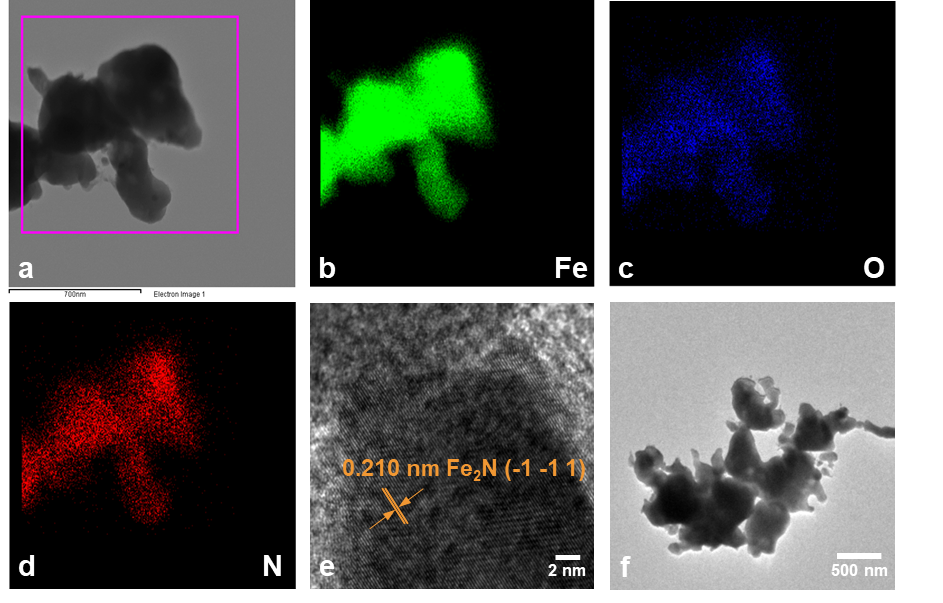 a
b
Fe
c
O
700nm
Electron Image 1
d
N
0.210 nm Fe₂N (-1 -1 1)
e
2 nm
f
500 nm